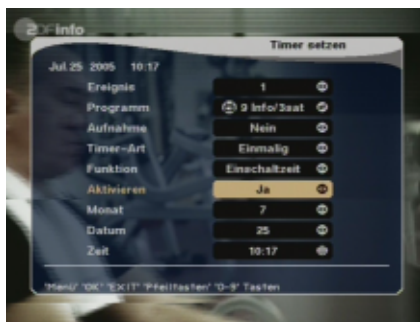 2DFinfo
Timer setzen
Jul.25 2005 10:17
Ereignis 1
Programm 9 Info/3sat
Aufnahme Nein
Timer-Art Einmalig
Funktion Einschaltzeit
Aktivieren Ja
Monat 7
Datum 25
Zeit 10:17
'Menü' 'OK' 'EXIT' 'Pfeiltasten' '0-9' Tasten